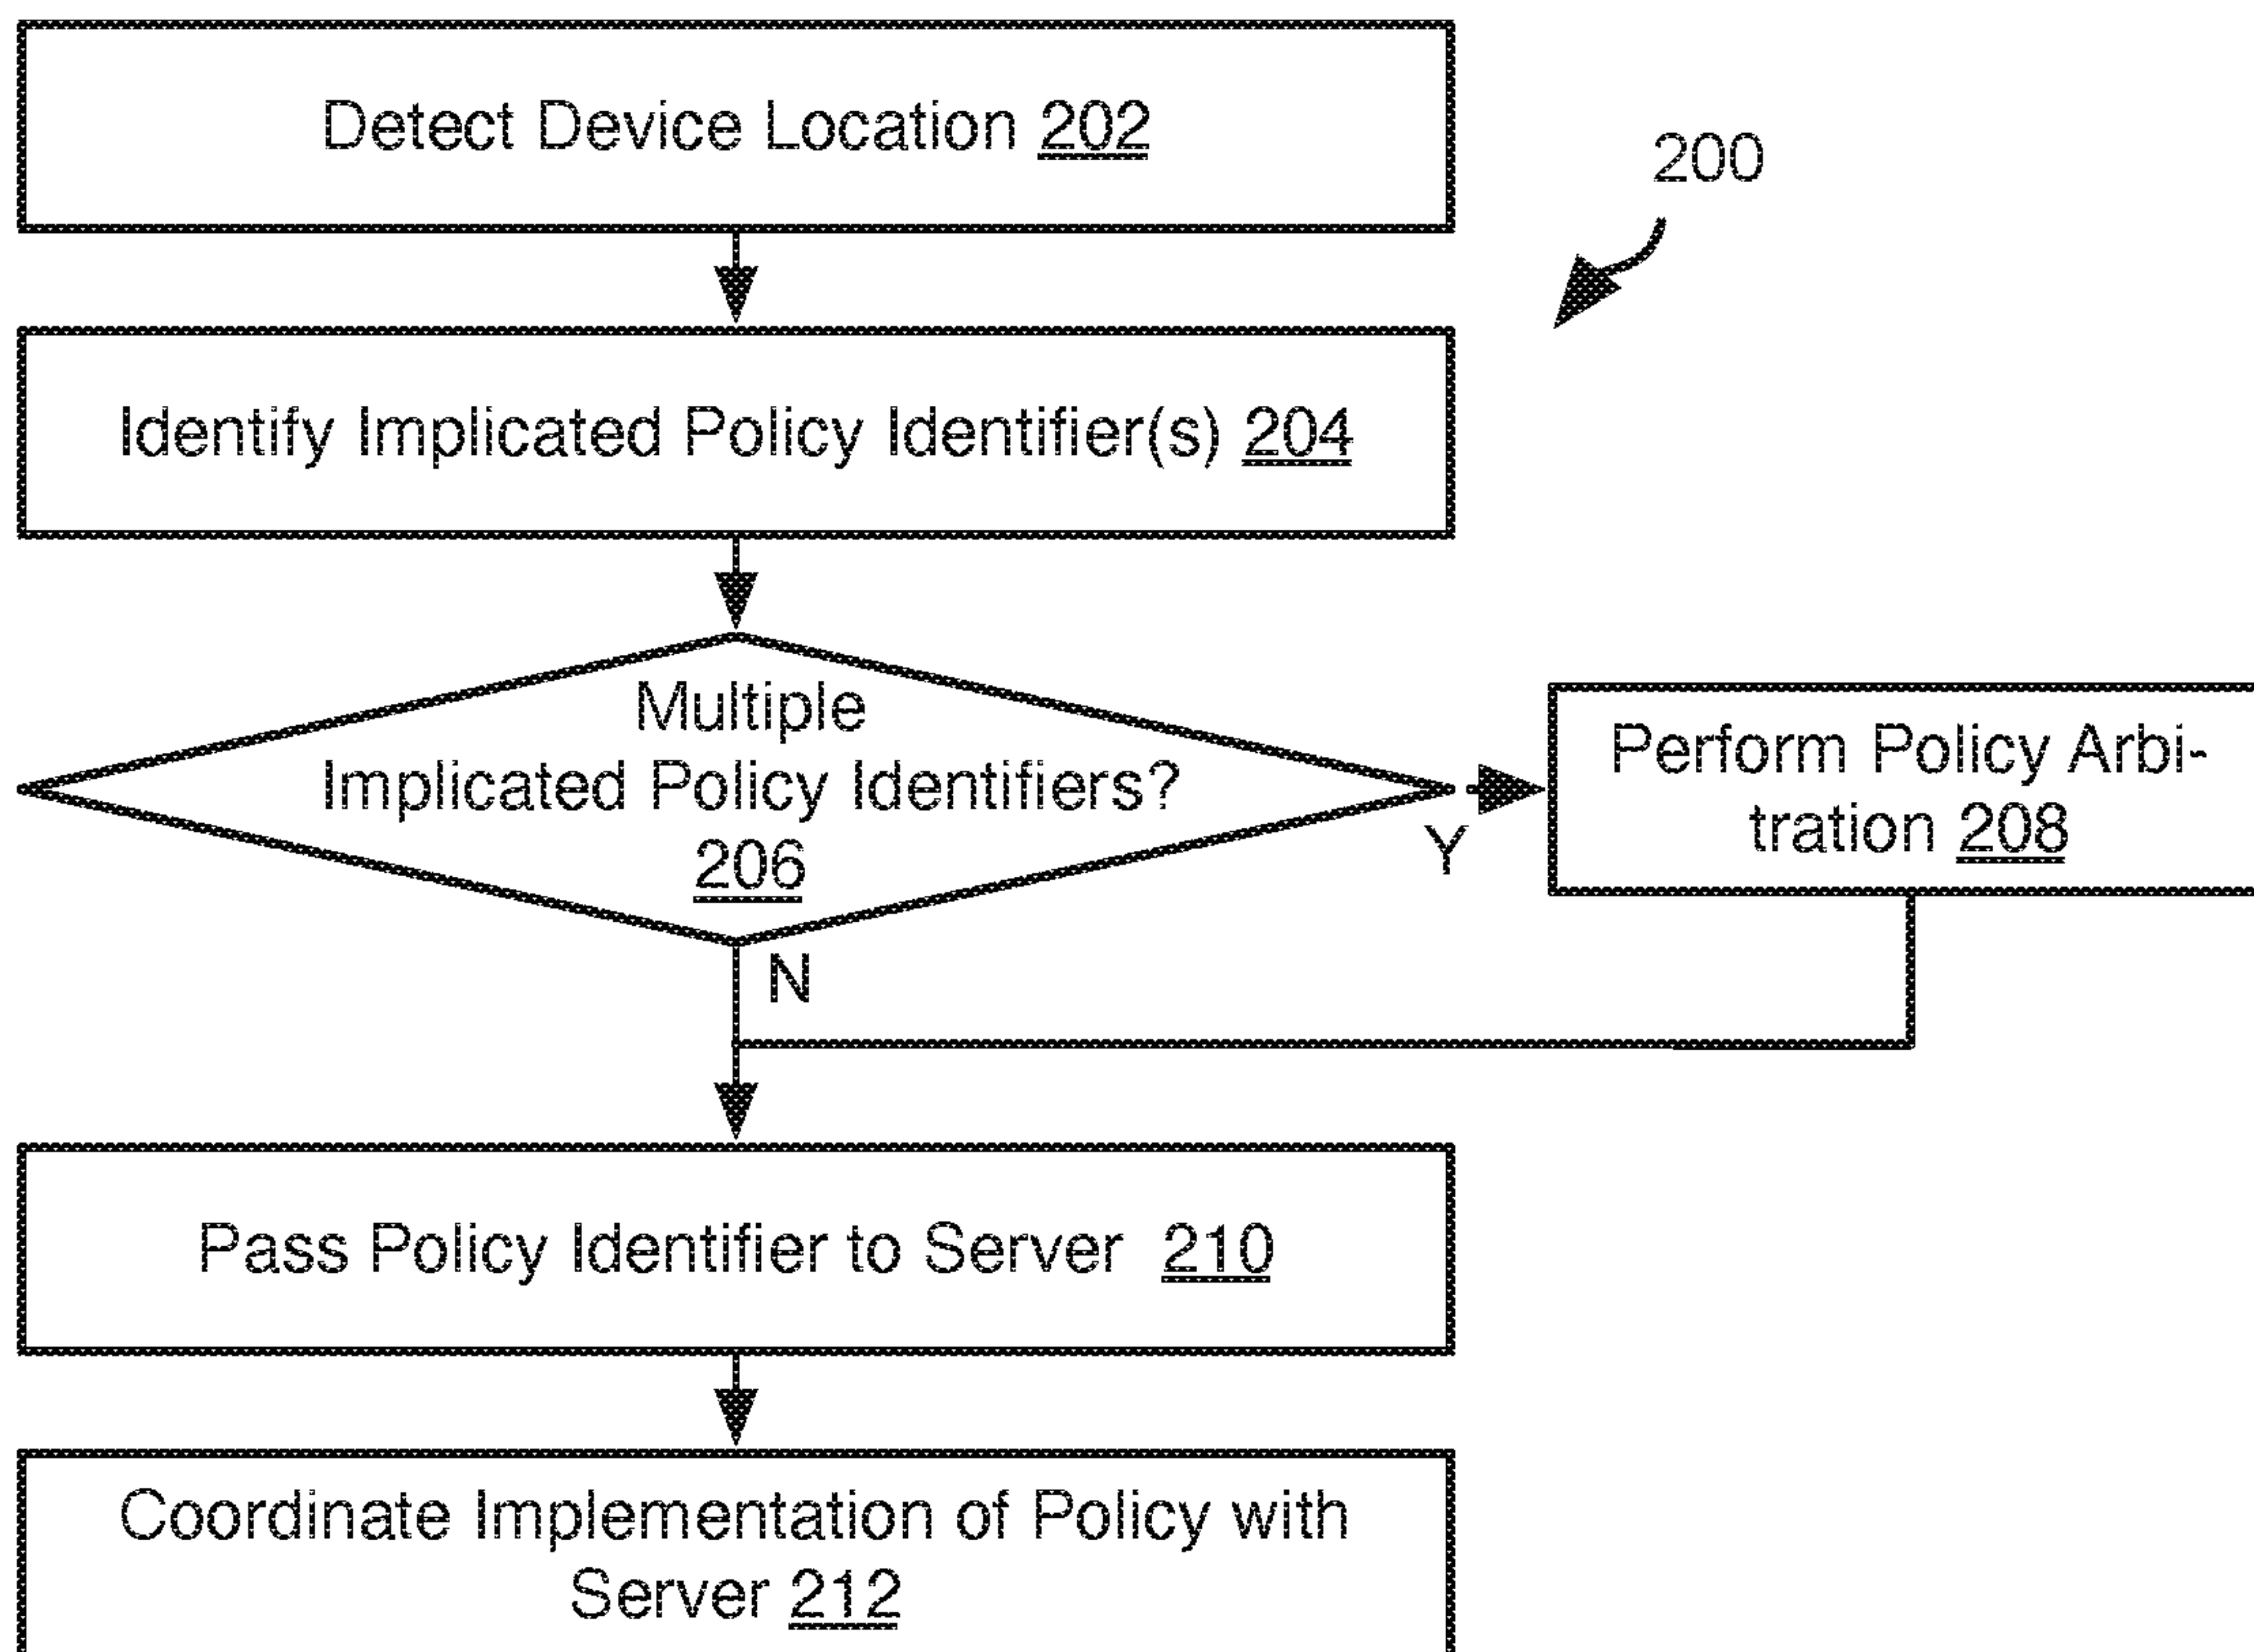 Detect Device Location 202
200
Identify Implicated Policy Identifier(s) 204
Multiple
Implicated Policy Identifiers?
206
Y
Perform Policy Arbi-
tration 208
N
Pass Policy Identifier to Server 210
Coordinate Implementation of Policy with
Server 212